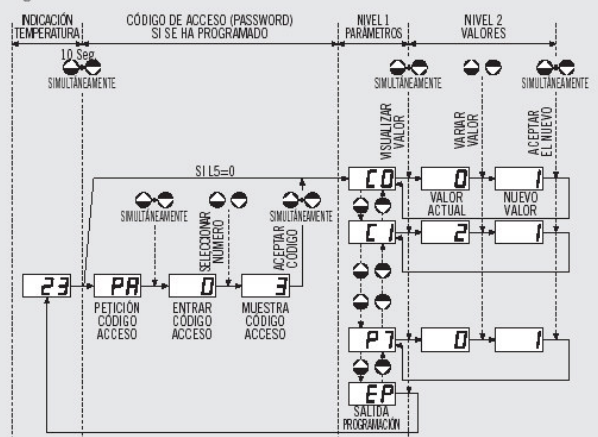 INDICACIÓN
TEMPERATURA
CÓDIGO DE ACCESO (PASSWORD)
SI SE HA PROGRAMADO
NIVEL 1
PARÁMETROS
NIVEL 2
VALORES
10 Seg.
SIMULTÁNEAMENTE
SIMULTÁNEAMENTE
SIMULTÁNEAMENTE
VISUALIZAR
VALOR
VARIAR
VALOR
ACEPTAR
EL NUEVO
SI L5=0
C0
0
1
VALOR
ACTUAL
NUEVO
VALOR
SIMULTÁNEAMENTE
SELECCIONAR
NÚMERO
SIMULTÁNEAMENTE
ACEPTAR
CÓDIGO
C1
2
1
23
PA
0
3
PETICIÓN
CÓDIGO
ACCESO
ENTRAR
CÓDIGO
ACCESO
MUESTRA
CÓDIGO
ACCESO
P7
0
1
EP
SALIDA
PROGRAMACIÓN